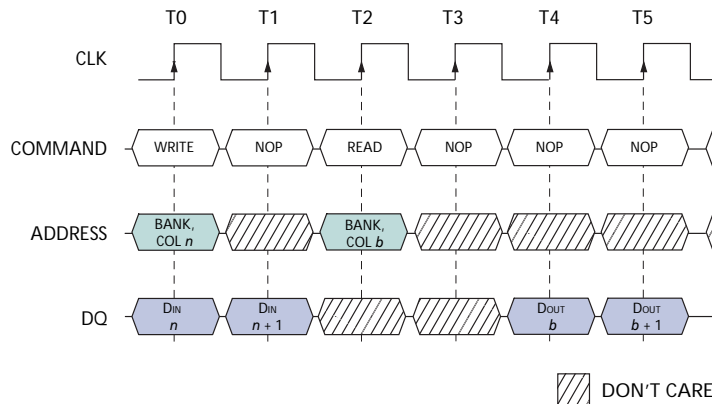 T0 T1 T2 T3 T4 T5
CLK
COMMAND WRITE NOP READ NOP NOP NOP
ADDRESS BANK, COL n BANK, COL b
DQ DIN n DIN n + 1 DOUT b DOUT b + 1
DON'T CARE